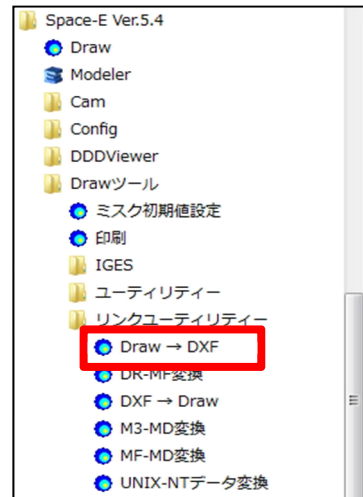 Space-E Ver.5.4
Draw
Modeler
Cam
Config
DDDViewer
Drawツール
ミスク初期値設定
印刷
IGES
ユーティリティー
リンクユーティリティー
Draw → DXF
DR-MF変換
DXF → Draw
M3-MD変換
MF-MD変換
UNIX-NTデータ変換